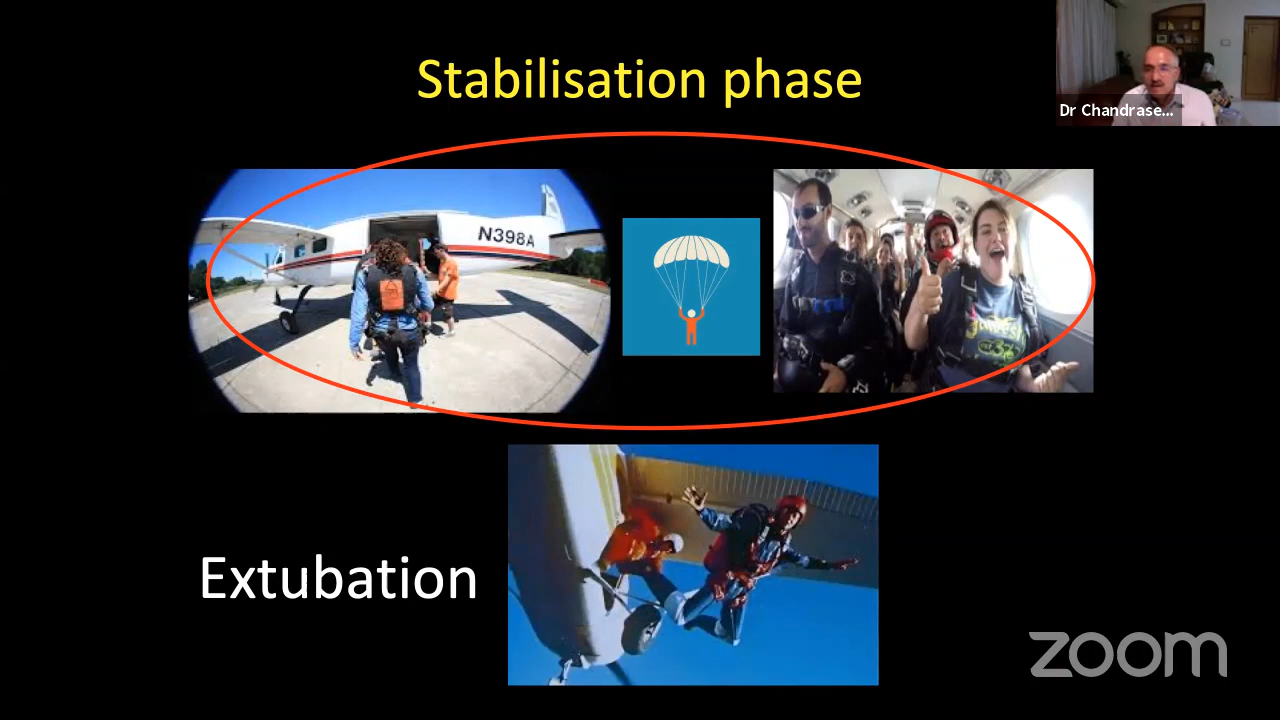 Stabilisation phase
Dr Chandrase...
N398A
Extubation
zoom